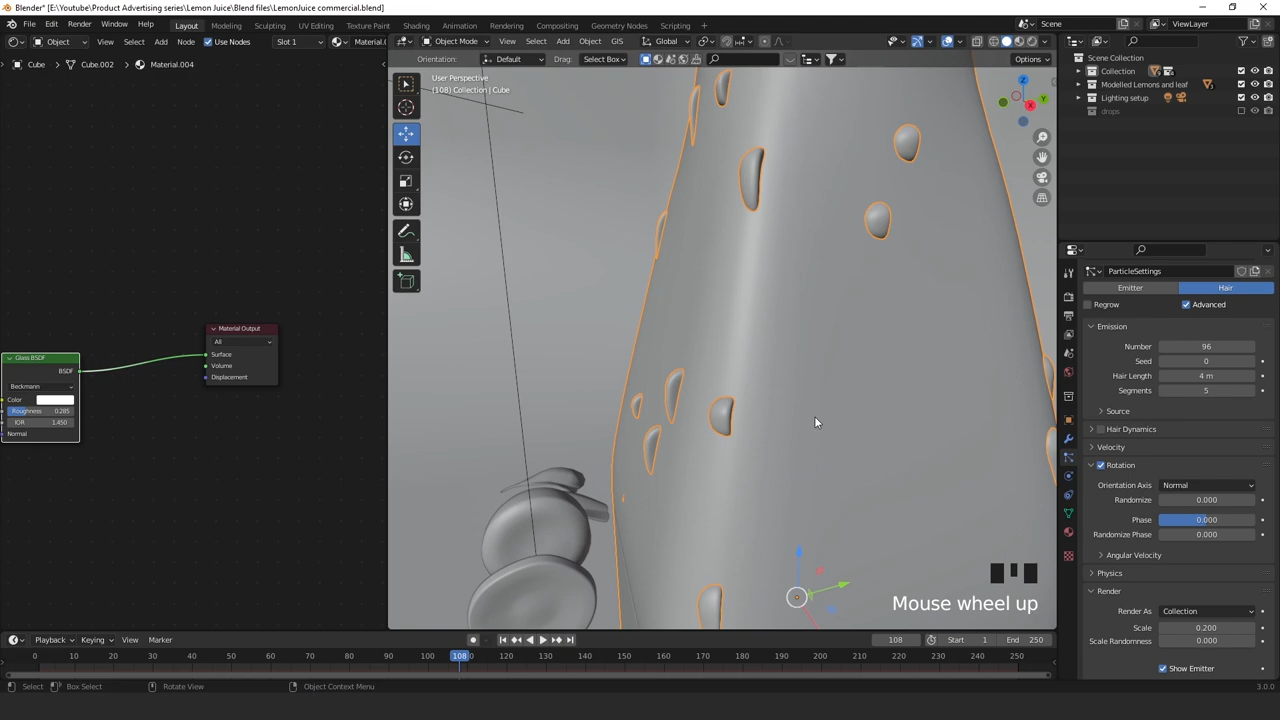 Blender* [E:\Youtube\Product Advertising series\Lemon Juice\Blend files\LemonJuice commercial.blend]
File Edit Render Window Help Layout Modeling Sculpting UV Editing Texture Paint Shading Animation Rendering Compositing Geometry Nodes Scripting + Scene ViewLayer
Object View Select Add Node Use Nodes Slot 1 Material.0 Object Mode View Select Add Object GIS Global
Orientation: Default Drag: Select Box Options
Cube > Cube.002 > Material.004
User Perspective
(108) Collection | Cube
Scene Collection
Collection
Modelled Lemons and leaf
Lighting setup
drops
Z
Y
X
ParticleSettings
Emitter Hair
Regrow Advanced
Emission
Number 96
Seed 0
Hair Length 4 m
Segments 5
Source
Hair Dynamics
Velocity
Rotation
Orientation Axis Normal
Randomize 0.000
Phase 0.000
Randomize Phase 0.000
Angular Velocity
Physics
Render
Render As Collection
Scale 0.200
Scale Randomness 0.000
Show Emitter
Material Output
All
Surface
Volume
Displacement
Glass BSDF
BSDF
Beckmann
Color
Roughness 0.285
IOR 1.450
Normal
Mouse wheel up
Playback Keying View Marker 108 Start 1 End 250
0 10 20 30 40 50 60 70 80 90 100 108 120 130 140 150 160 170 180 190 200 210 220 230 240 250
Select Box Select Rotate View Object Context Menu 3.0.0